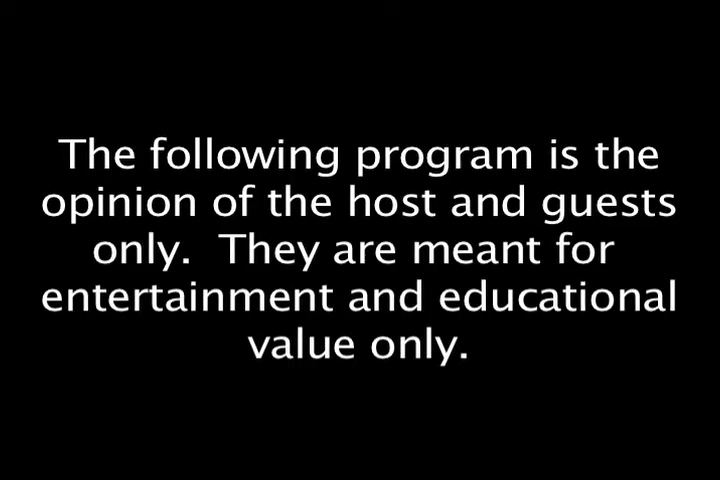 The following program is the
opinion of the host and guests
only.  They are meant for
entertainment and educational
value only.